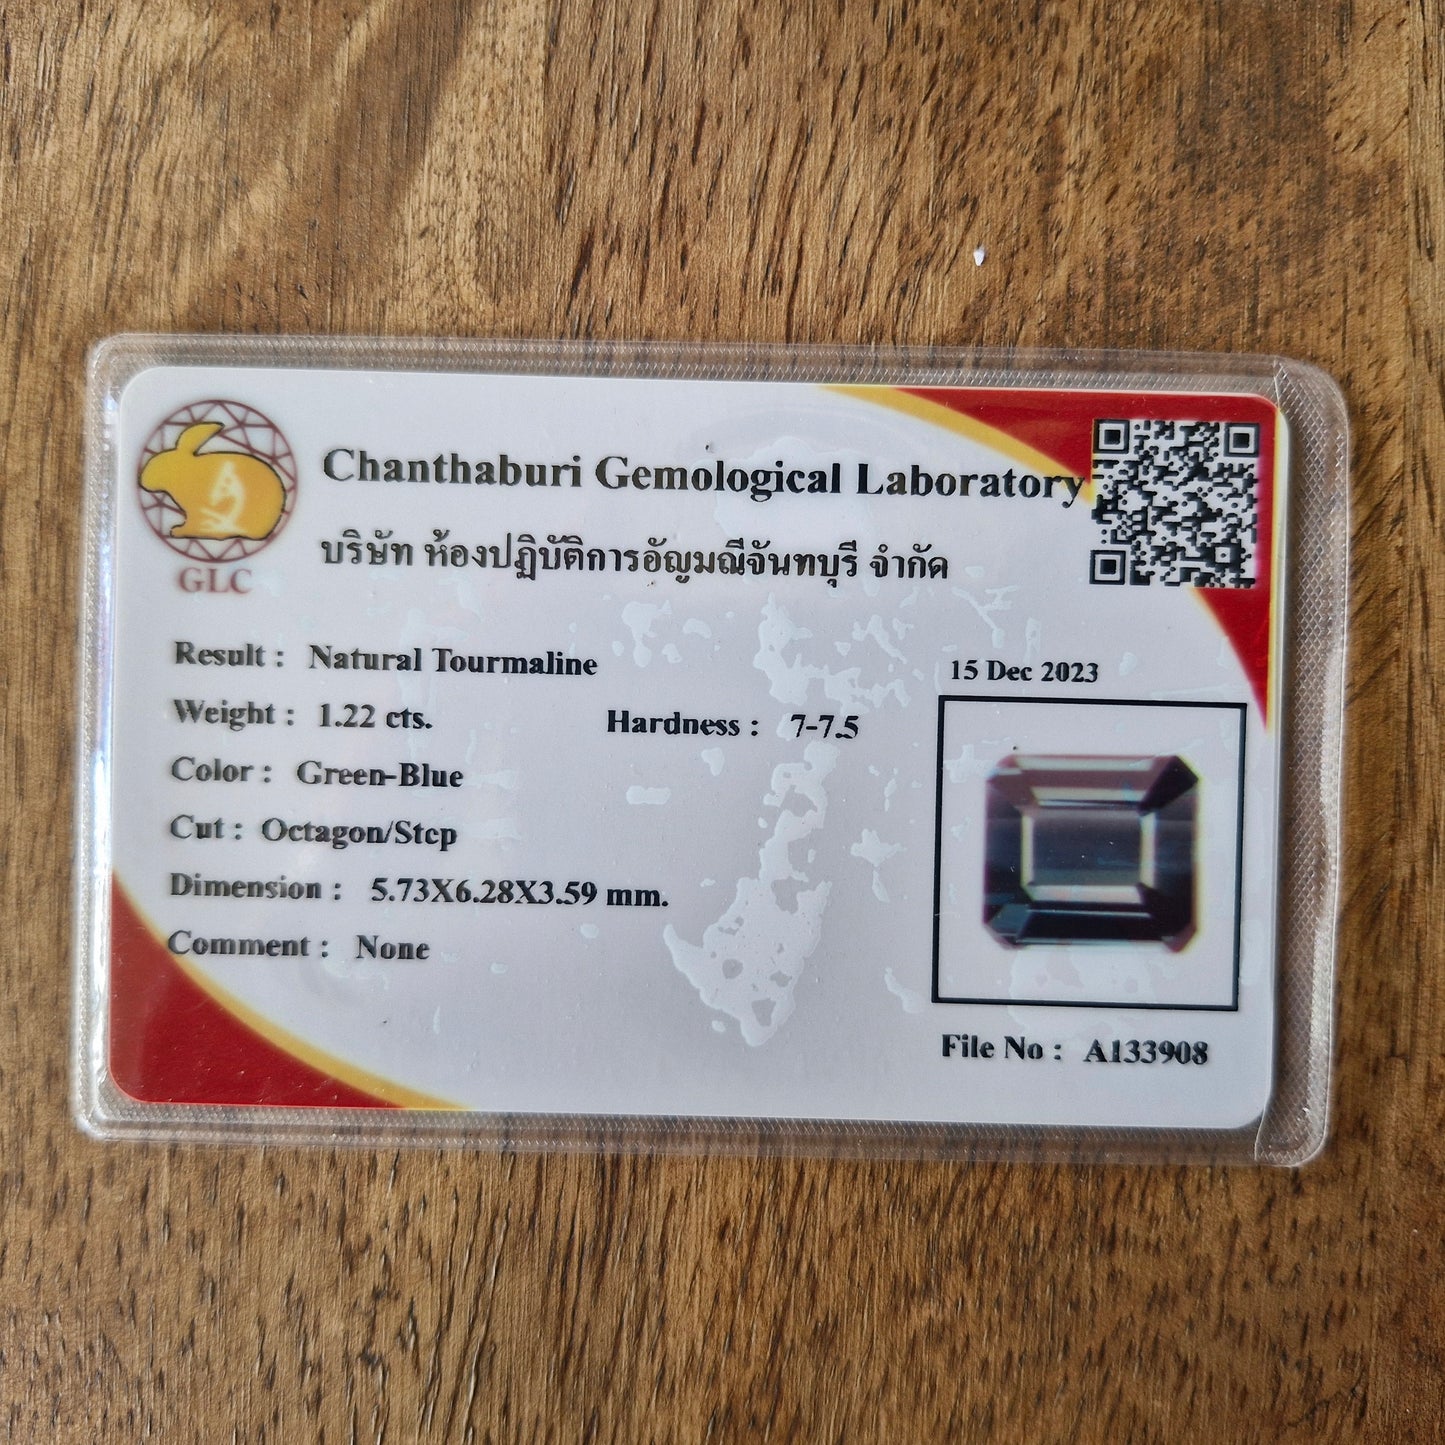 Chanthaburi Gemological Laboratory
บริษัท ห้องปฏิบัติการอัญมณีจันทบุรี จำกัด
GLC
Result : Natural Tourmaline
15 Dec 2023
Weight : 1.22 cts. Hardness : 7-7.5
Color : Green-Blue
Cut : Octagon/Step
Dimension : 5.73X6.28X3.59 mm.
Comment : None
File No : A133908